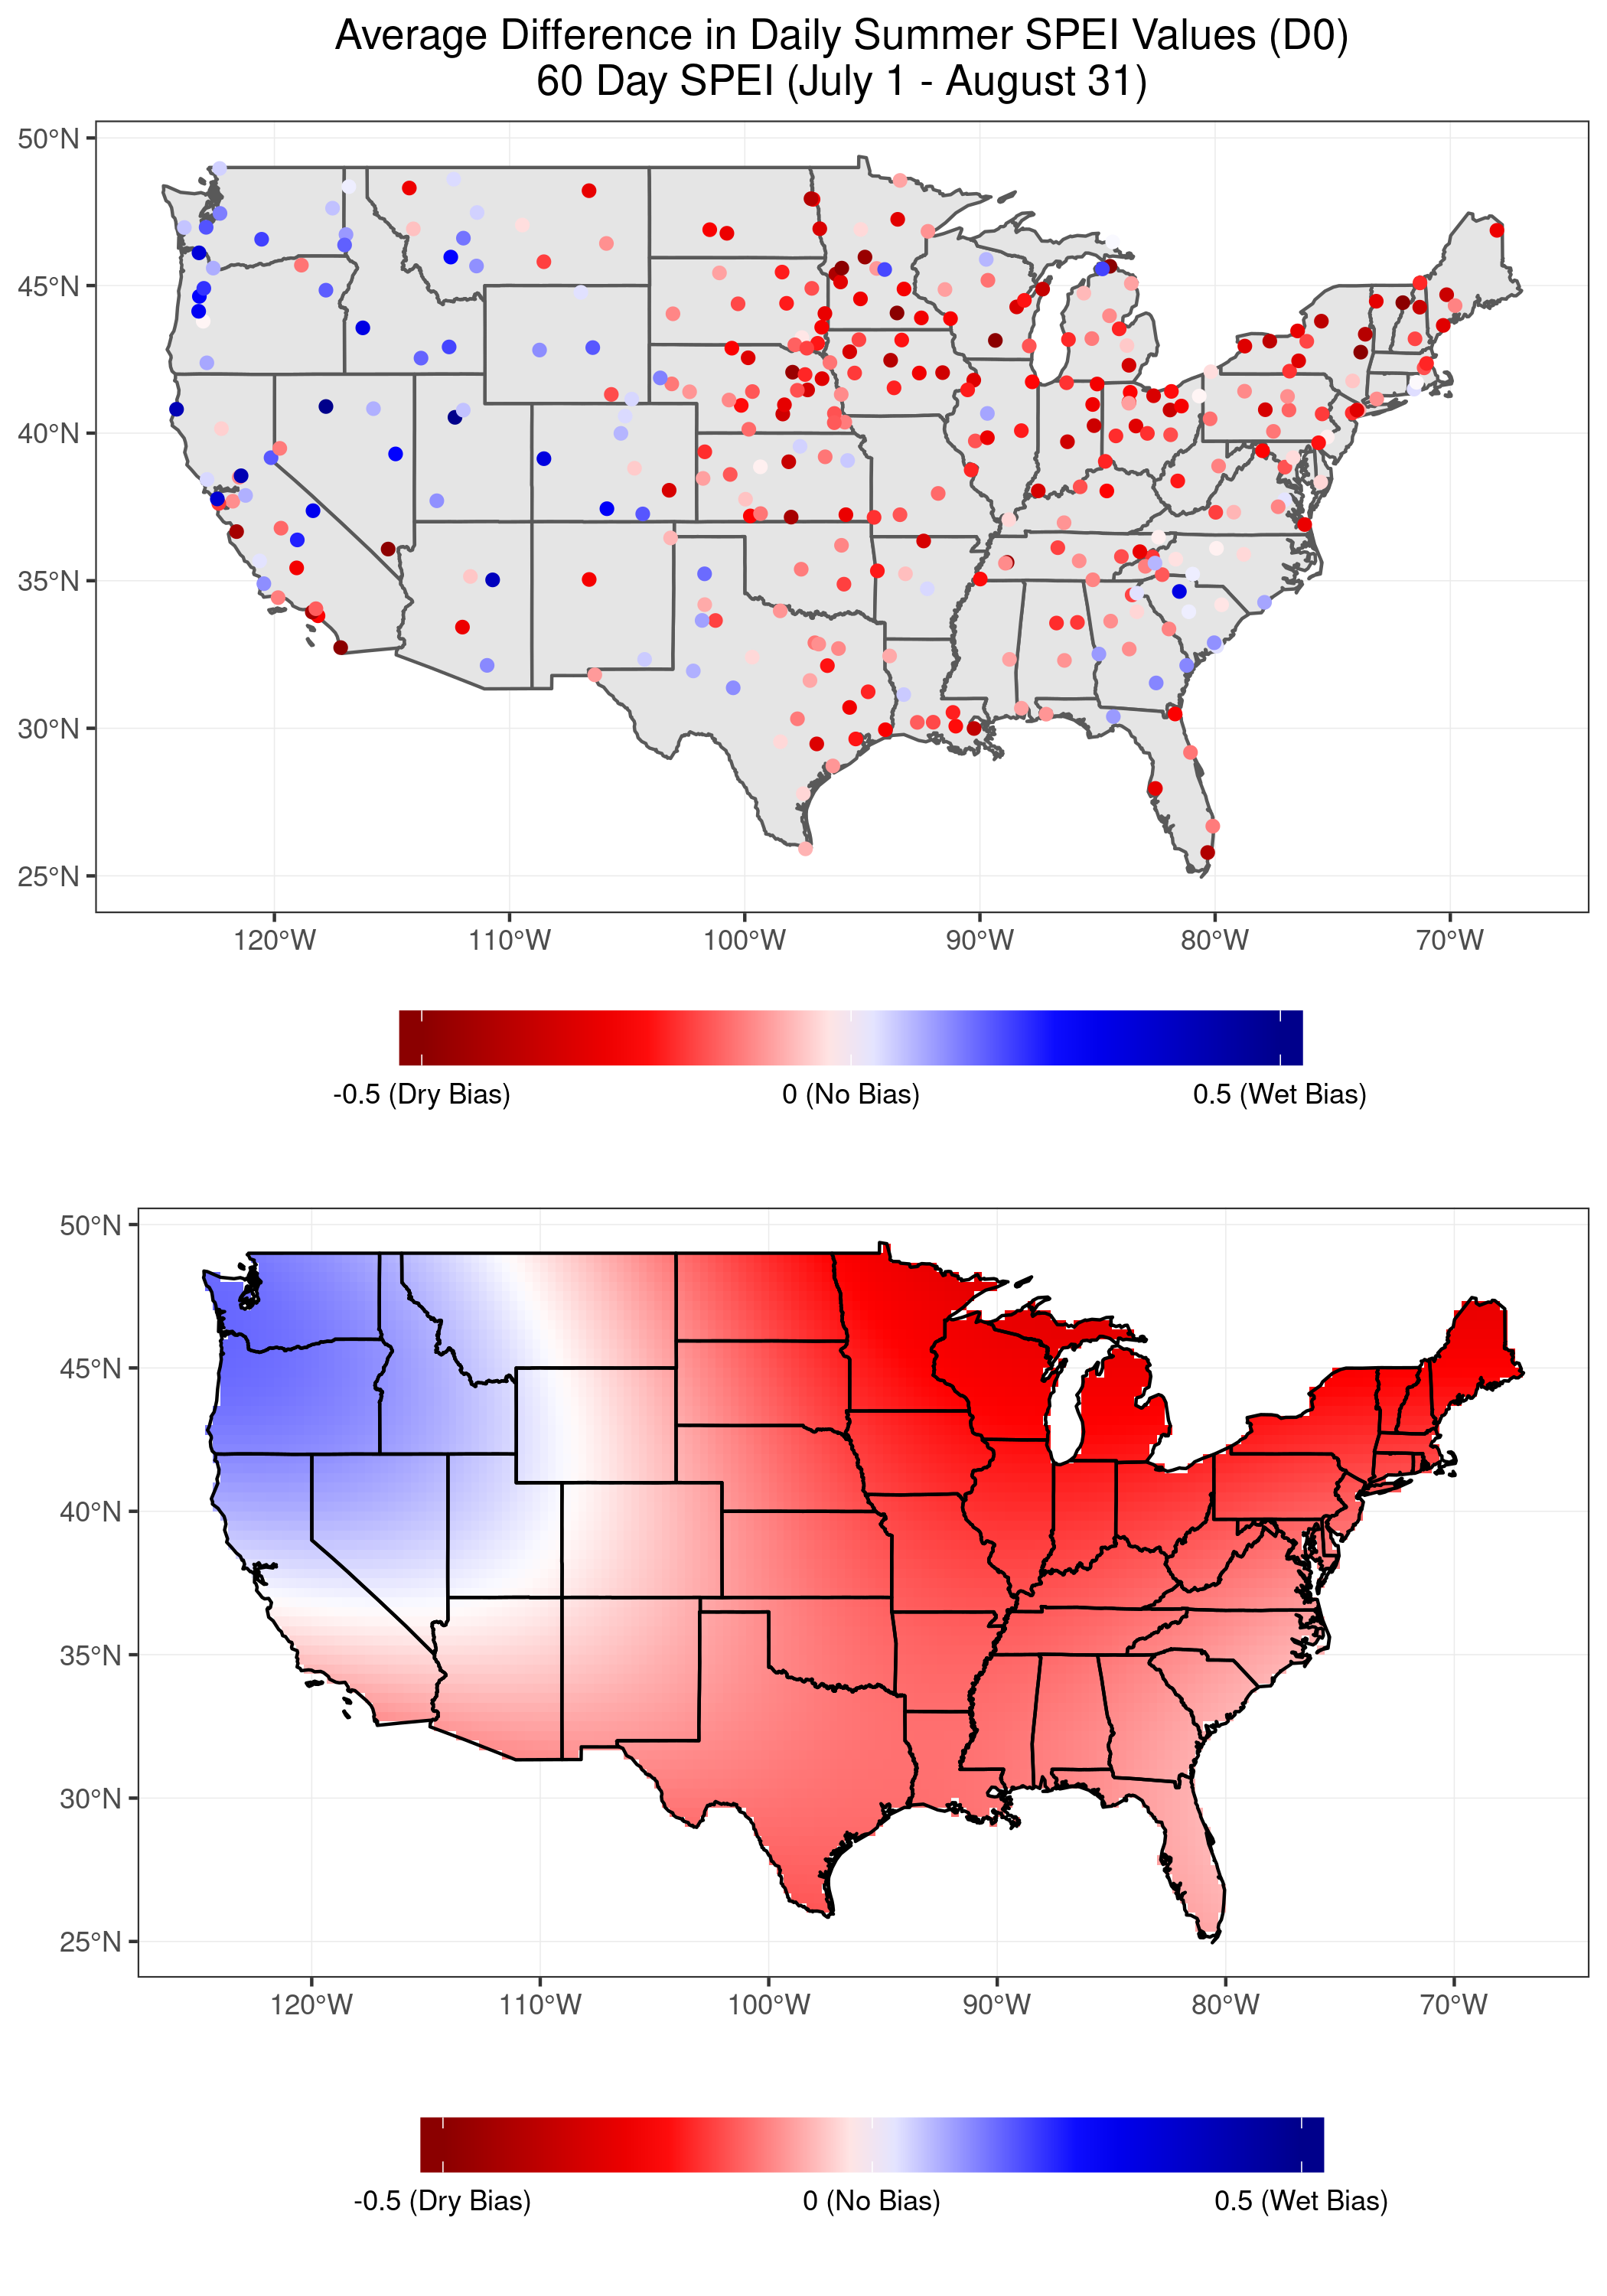 Average Difference in Daily Summer SPEI Values (D0)
60 Day SPEI (July 1 - August 31)
50°N
45°N
40°N
35°N
30°N
25°N
120°W 110°W 100°W 90°W 80°W 70°W
-0.5 (Dry Bias) 0 (No Bias) 0.5 (Wet Bias)
50°N
45°N
40°N
35°N
30°N
25°N
120°W 110°W 100°W 90°W 80°W 70°W
-0.5 (Dry Bias) 0 (No Bias) 0.5 (Wet Bias)